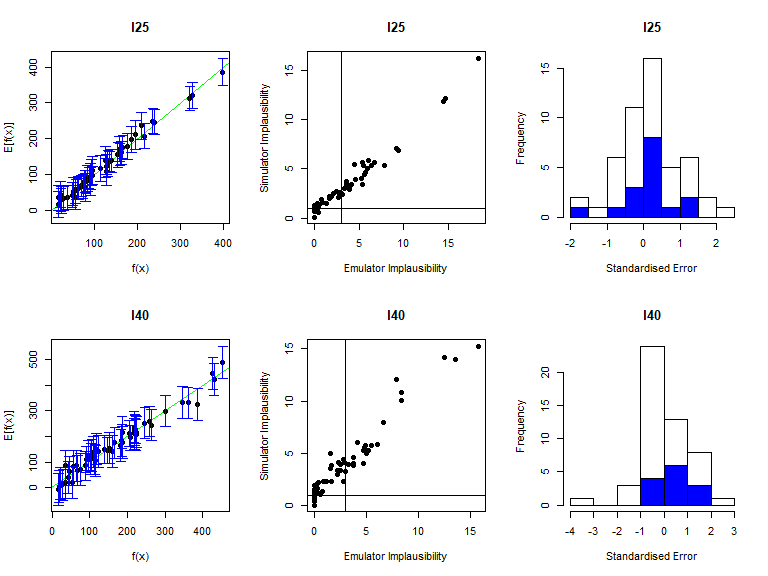 I25
I25
I25
E[f(x)]
0 100 200 300 400
100 200 300 400
f(x)
Simulator Implausibility
0 5 10 15
0 5 10 15
Emulator Implausibility
Frequency
0 5 10 15
-2 -1 0 1 2
Standardised Error
I40
I40
I40
E[f(x)]
0 100 300 500
0 100 200 300 400
f(x)
Simulator Implausibility
0 5 10 15
0 5 10 15
Emulator Implausibility
Frequency
0 5 10 15 20
-4 -3 -2 -1 0 1 2 3
Standardised Error